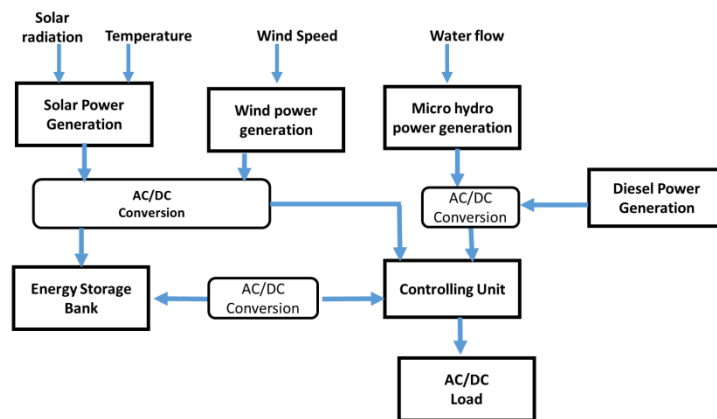 Solar
radiation
Temperature
Wind Speed
Water flow
Solar Power
Generation
Wind power
generation
Micro hydro
power generation
AC/DC
Conversion
AC/DC
Conversion
Diesel Power
Generation
Energy Storage
Bank
AC/DC
Conversion
Controlling Unit
AC/DC
Load